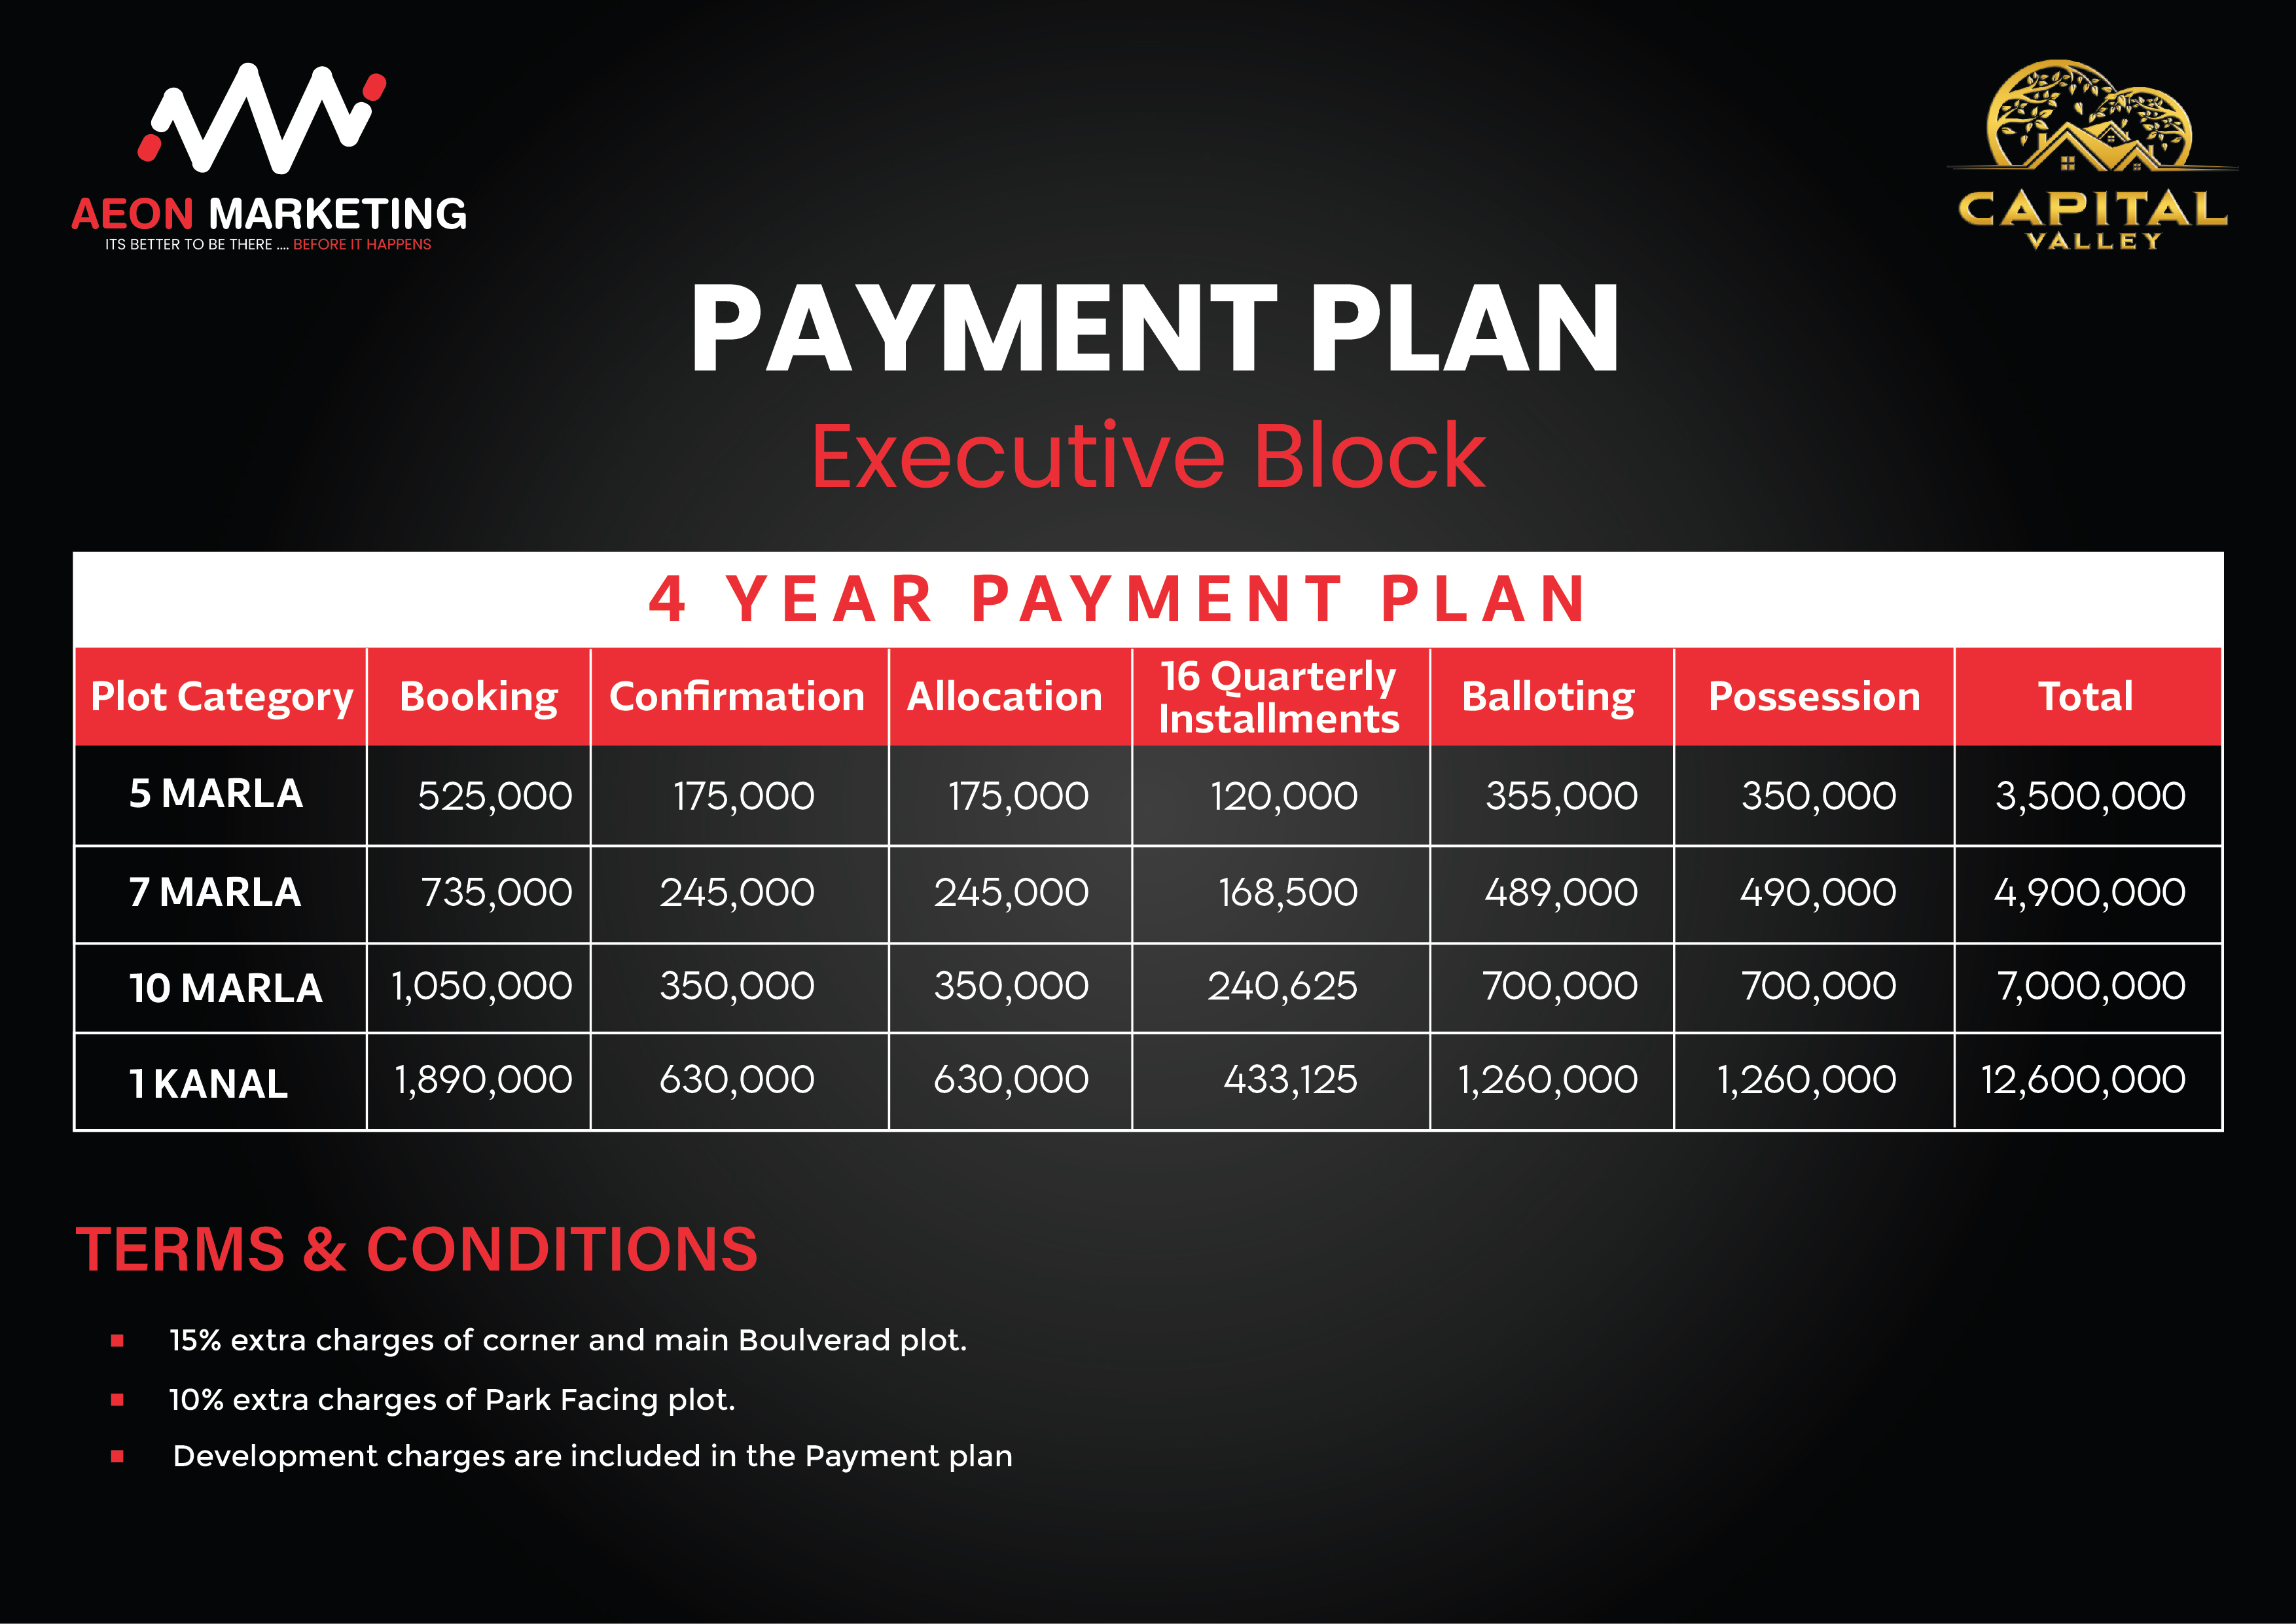 AEON MARKETING
ITS BETTER TO BE THERE .... BEFORE IT HAPPENS
CAPITAL
VALLEY
PAYMENT PLAN
Executive Block
4 YEAR PAYMENT PLAN
Plot Category Booking Confirmation Allocation 16 Quarterly Installments Balloting Possession Total
5 MARLA 525,000 175,000 175,000 120,000 355,000 350,000 3,500,000
7 MARLA 735,000 245,000 245,000 168,500 489,000 490,000 4,900,000
10 MARLA 1,050,000 350,000 350,000 240,625 700,000 700,000 7,000,000
1 KANAL 1,890,000 630,000 630,000 433,125 1,260,000 1,260,000 12,600,000
TERMS & CONDITIONS
15% extra charges of corner and main Boulverad plot.
10% extra charges of Park Facing plot.
Development charges are included in the Payment plan